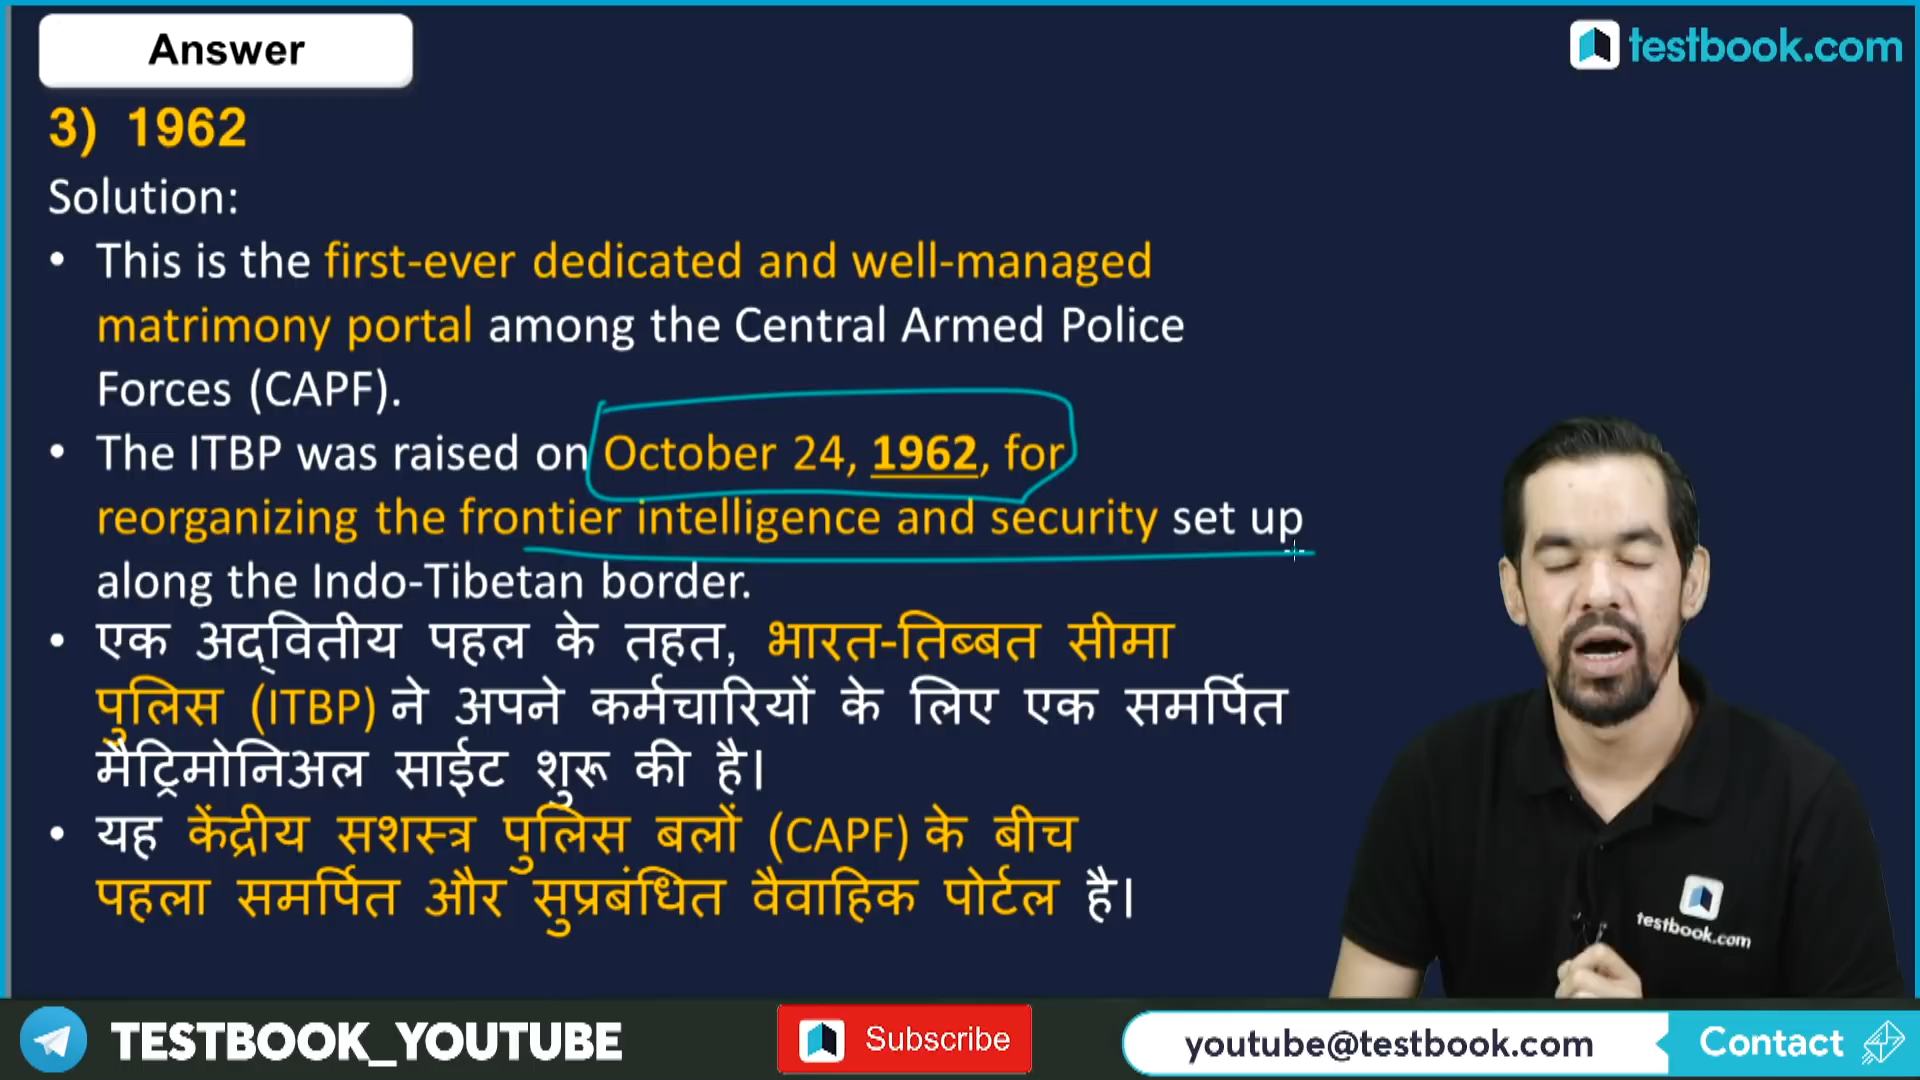 Answer
testbook.com
3) 1962
Solution:
• This is the first-ever dedicated and well-managed
matrimony portal among the Central Armed Police
Forces (CAPF).
• The ITBP was raised on October 24, 1962, for
reorganizing the frontier intelligence and security set up
along the Indo-Tibetan border.
• एक अद्वितीय पहल के तहत, भारत-तिब्बत सीमा
पुलिस (ITBP) ने अपने कर्मचारियों के लिए एक समर्पित
मैट्रिमोनिअल साईट शुरू की है।
• यह केंद्रीय सशस्त्र पुलिस बलों (CAPF) के बीच
पहला समर्पित और सुप्रबंधित वैवाहिक पोर्टल है।
testbook.com
TESTBOOK_YOUTUBE
Subscribe
youtube@testbook.com
Contact